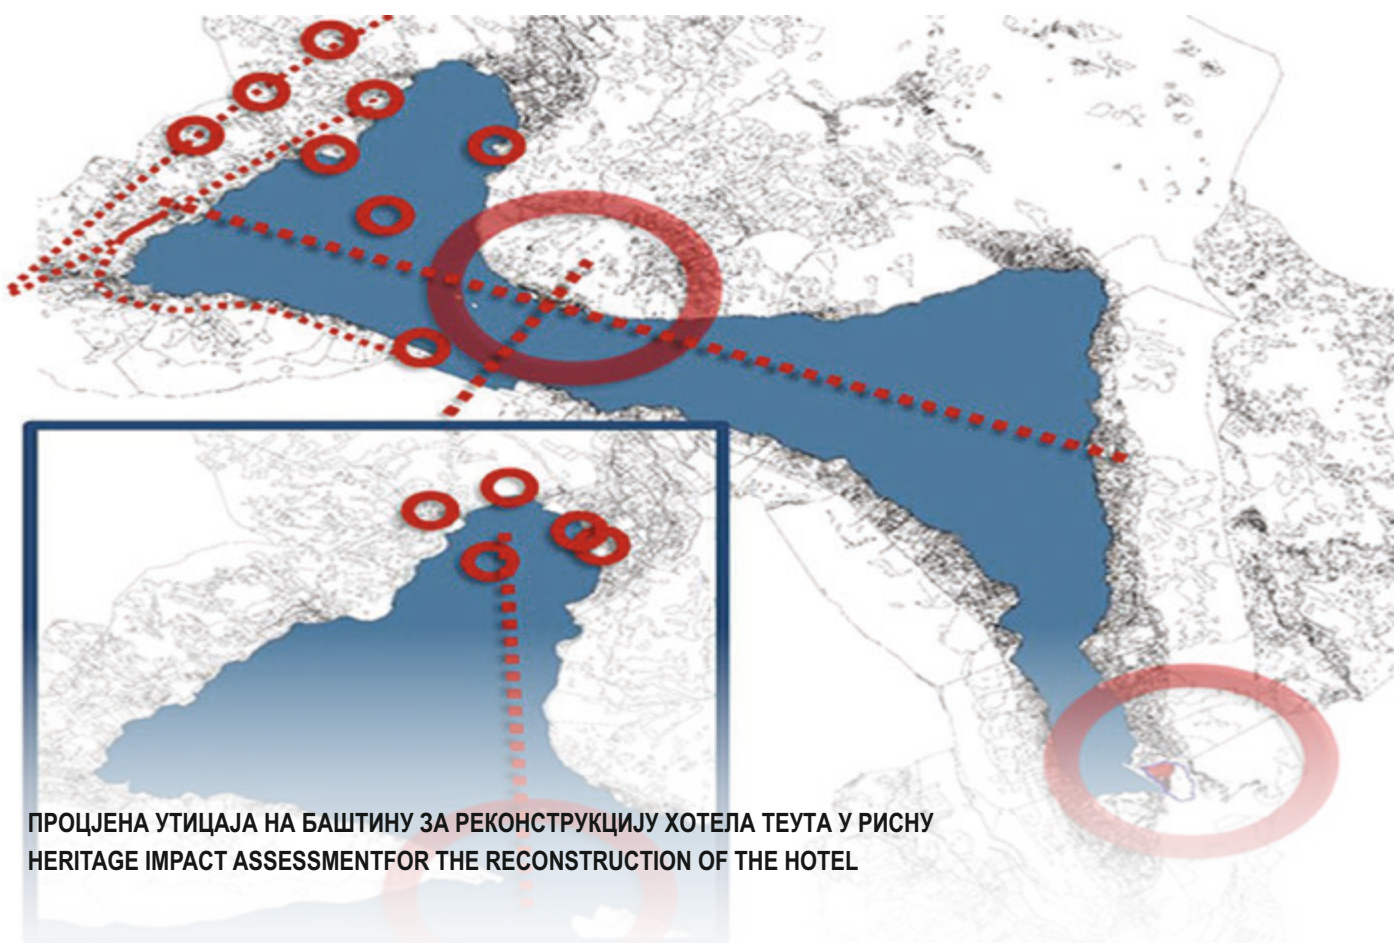 ПРОЦЈЕНА УТИЦАЈА НА БАШТИНУ ЗА РЕКОНСТРУКЦИЈУ ХОТЕЛА ТЕУТА У РИСНУ
HERITAGE IMPACT ASSESSMENTFOR THE RECONSTRUCTION OF THE HOTEL